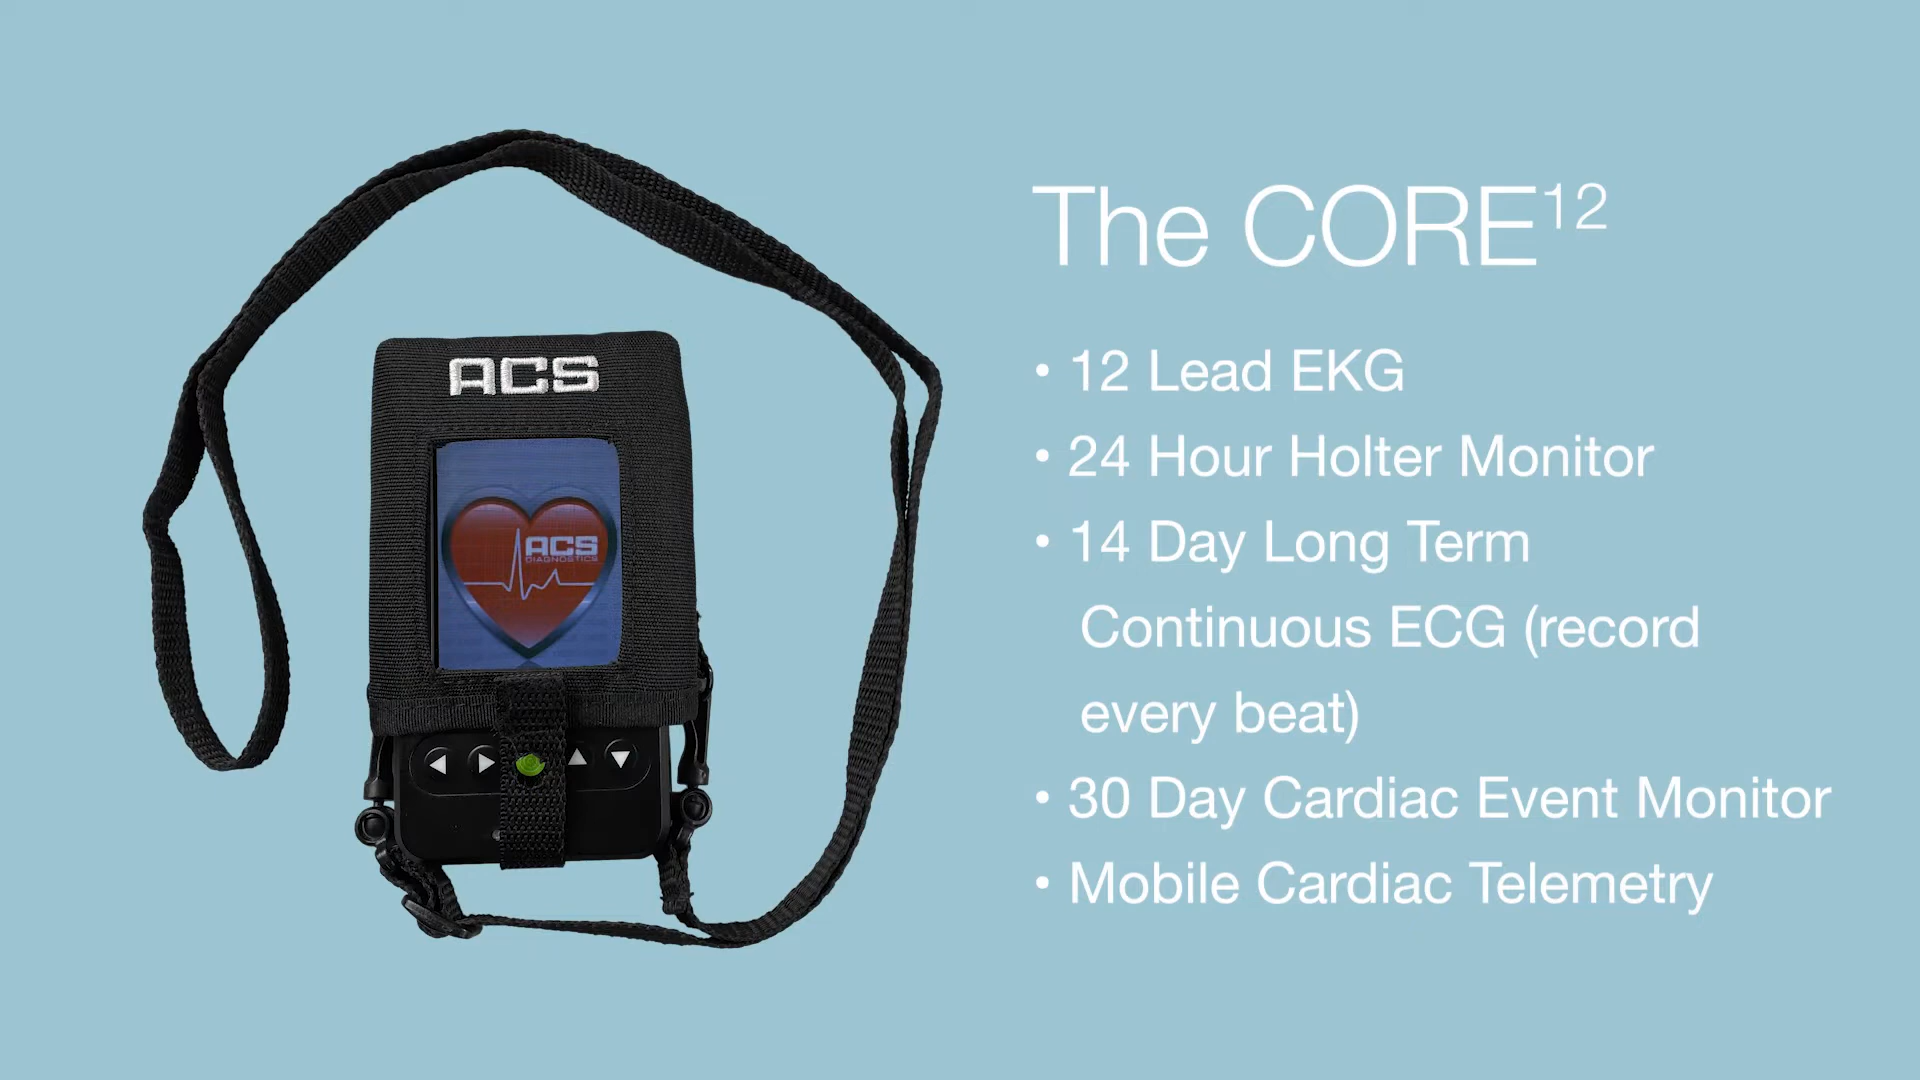 ACS
ACS
DIAGNOSTICS
The CORE¹²
• 12 Lead EKG
• 24 Hour Holter Monitor
• 14 Day Long Term
Continuous ECG (record
every beat)
• 30 Day Cardiac Event Monitor
• Mobile Cardiac Telemetry